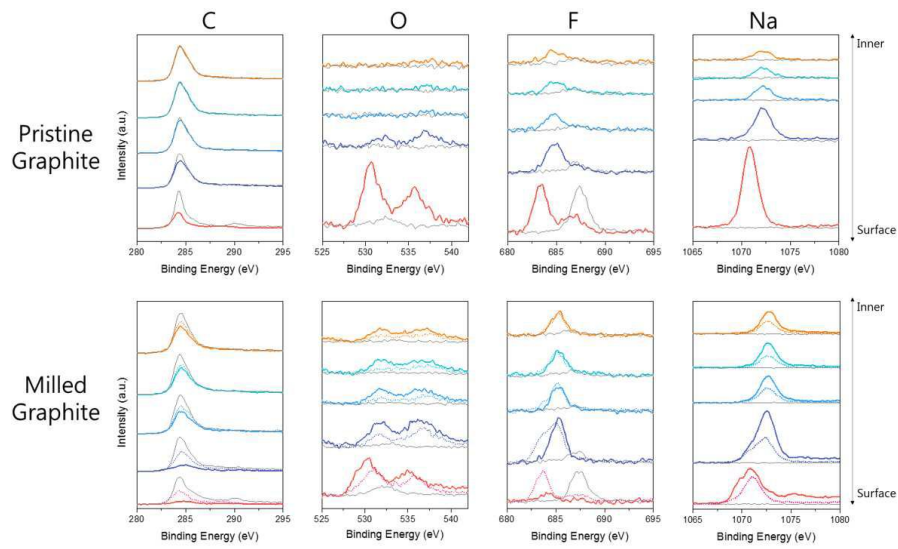 C O F Na
Pristine
Graphite
Intensity (a.u.)
280 285 290 295
Binding Energy (eV)
525 530 535 540
Binding Energy (eV)
680 685 690 695
Binding Energy (eV)
1065 1070 1075 1080
Binding Energy (eV)
Inner
Surface
Milled
Graphite
Intensity (a.u.)
280 285 290 295
Binding Energy (eV)
525 530 535 540
Binding Energy (eV)
680 685 690 695
Binding Energy (eV)
1065 1070 1075 1080
Binding Energy (eV)
Inner
Surface